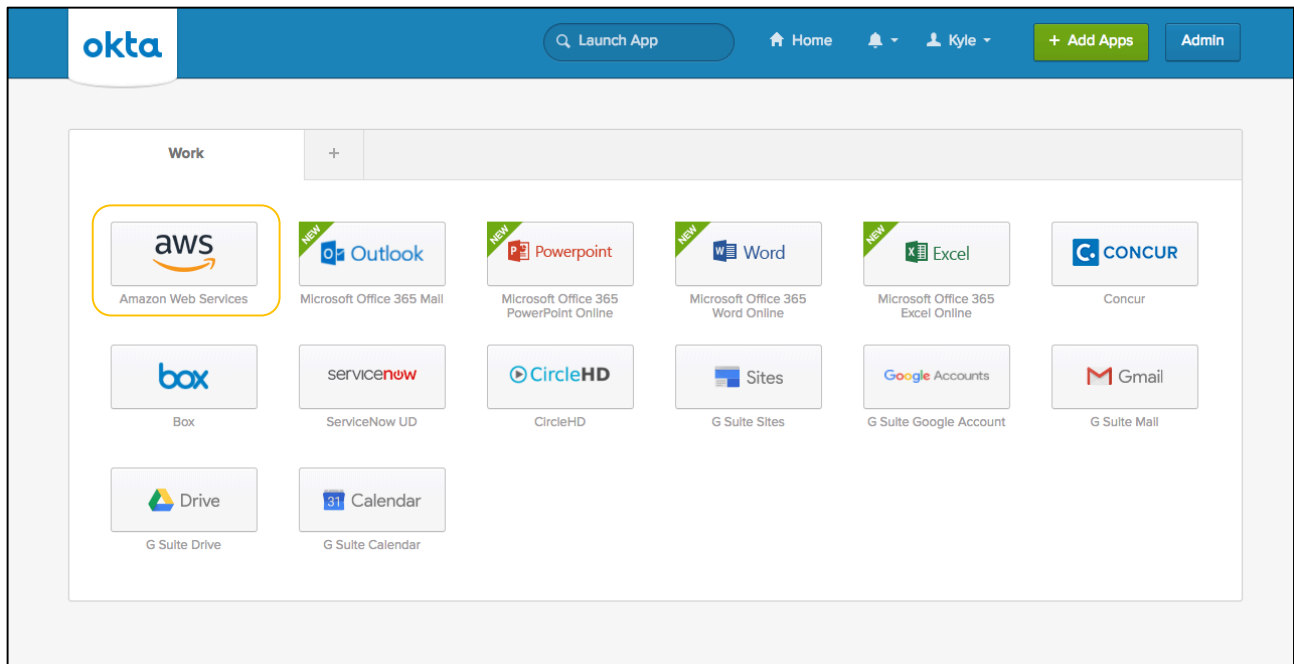 okta
Launch App
Home
Kyle
+ Add Apps
Admin
Work
+
aws
NEW
Outlook
NEW
Powerpoint
NEW
Word
NEW
Excel
C. CONCUR
Amazon Web Services
Microsoft Office 365 Mail
Microsoft Office 365
PowerPoint Online
Microsoft Office 365
Word Online
Microsoft Office 365
Excel Online
Concur
box
servicenow
CircleHD
Sites
Google Accounts
Gmail
Box
ServiceNow UD
CircleHD
G Suite Sites
G Suite Google Account
G Suite Mail
Drive
31 Calendar
G Suite Drive
G Suite Calendar